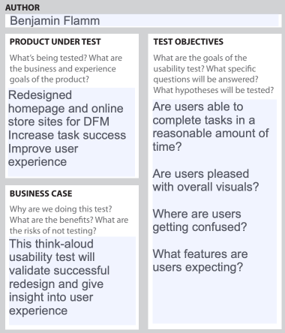 AUTHOR
Benjamin Flamm
PRODUCT UNDER TEST
What's being tested? What are
the business and experience
goals of the product?
Redesigned
homepage and online
store sites for DFM
Increase task success
Improve user
experience
BUSINESS CASE
Why are we doing this test?
What are the benefits? What are
the risks of not testing?
This think-aloud
usability test will
validate successful
redesign and give
insight into user
experience
TEST OBJECTIVES
What are the goals of the
usability test? What specific
questions will be answered?
What hypotheses will be tested?
Are users able to
complete tasks in a
reasonable amount of
time?
Are users pleased
with overall visuals?
Where are users
getting confused?
What features are
users expecting?